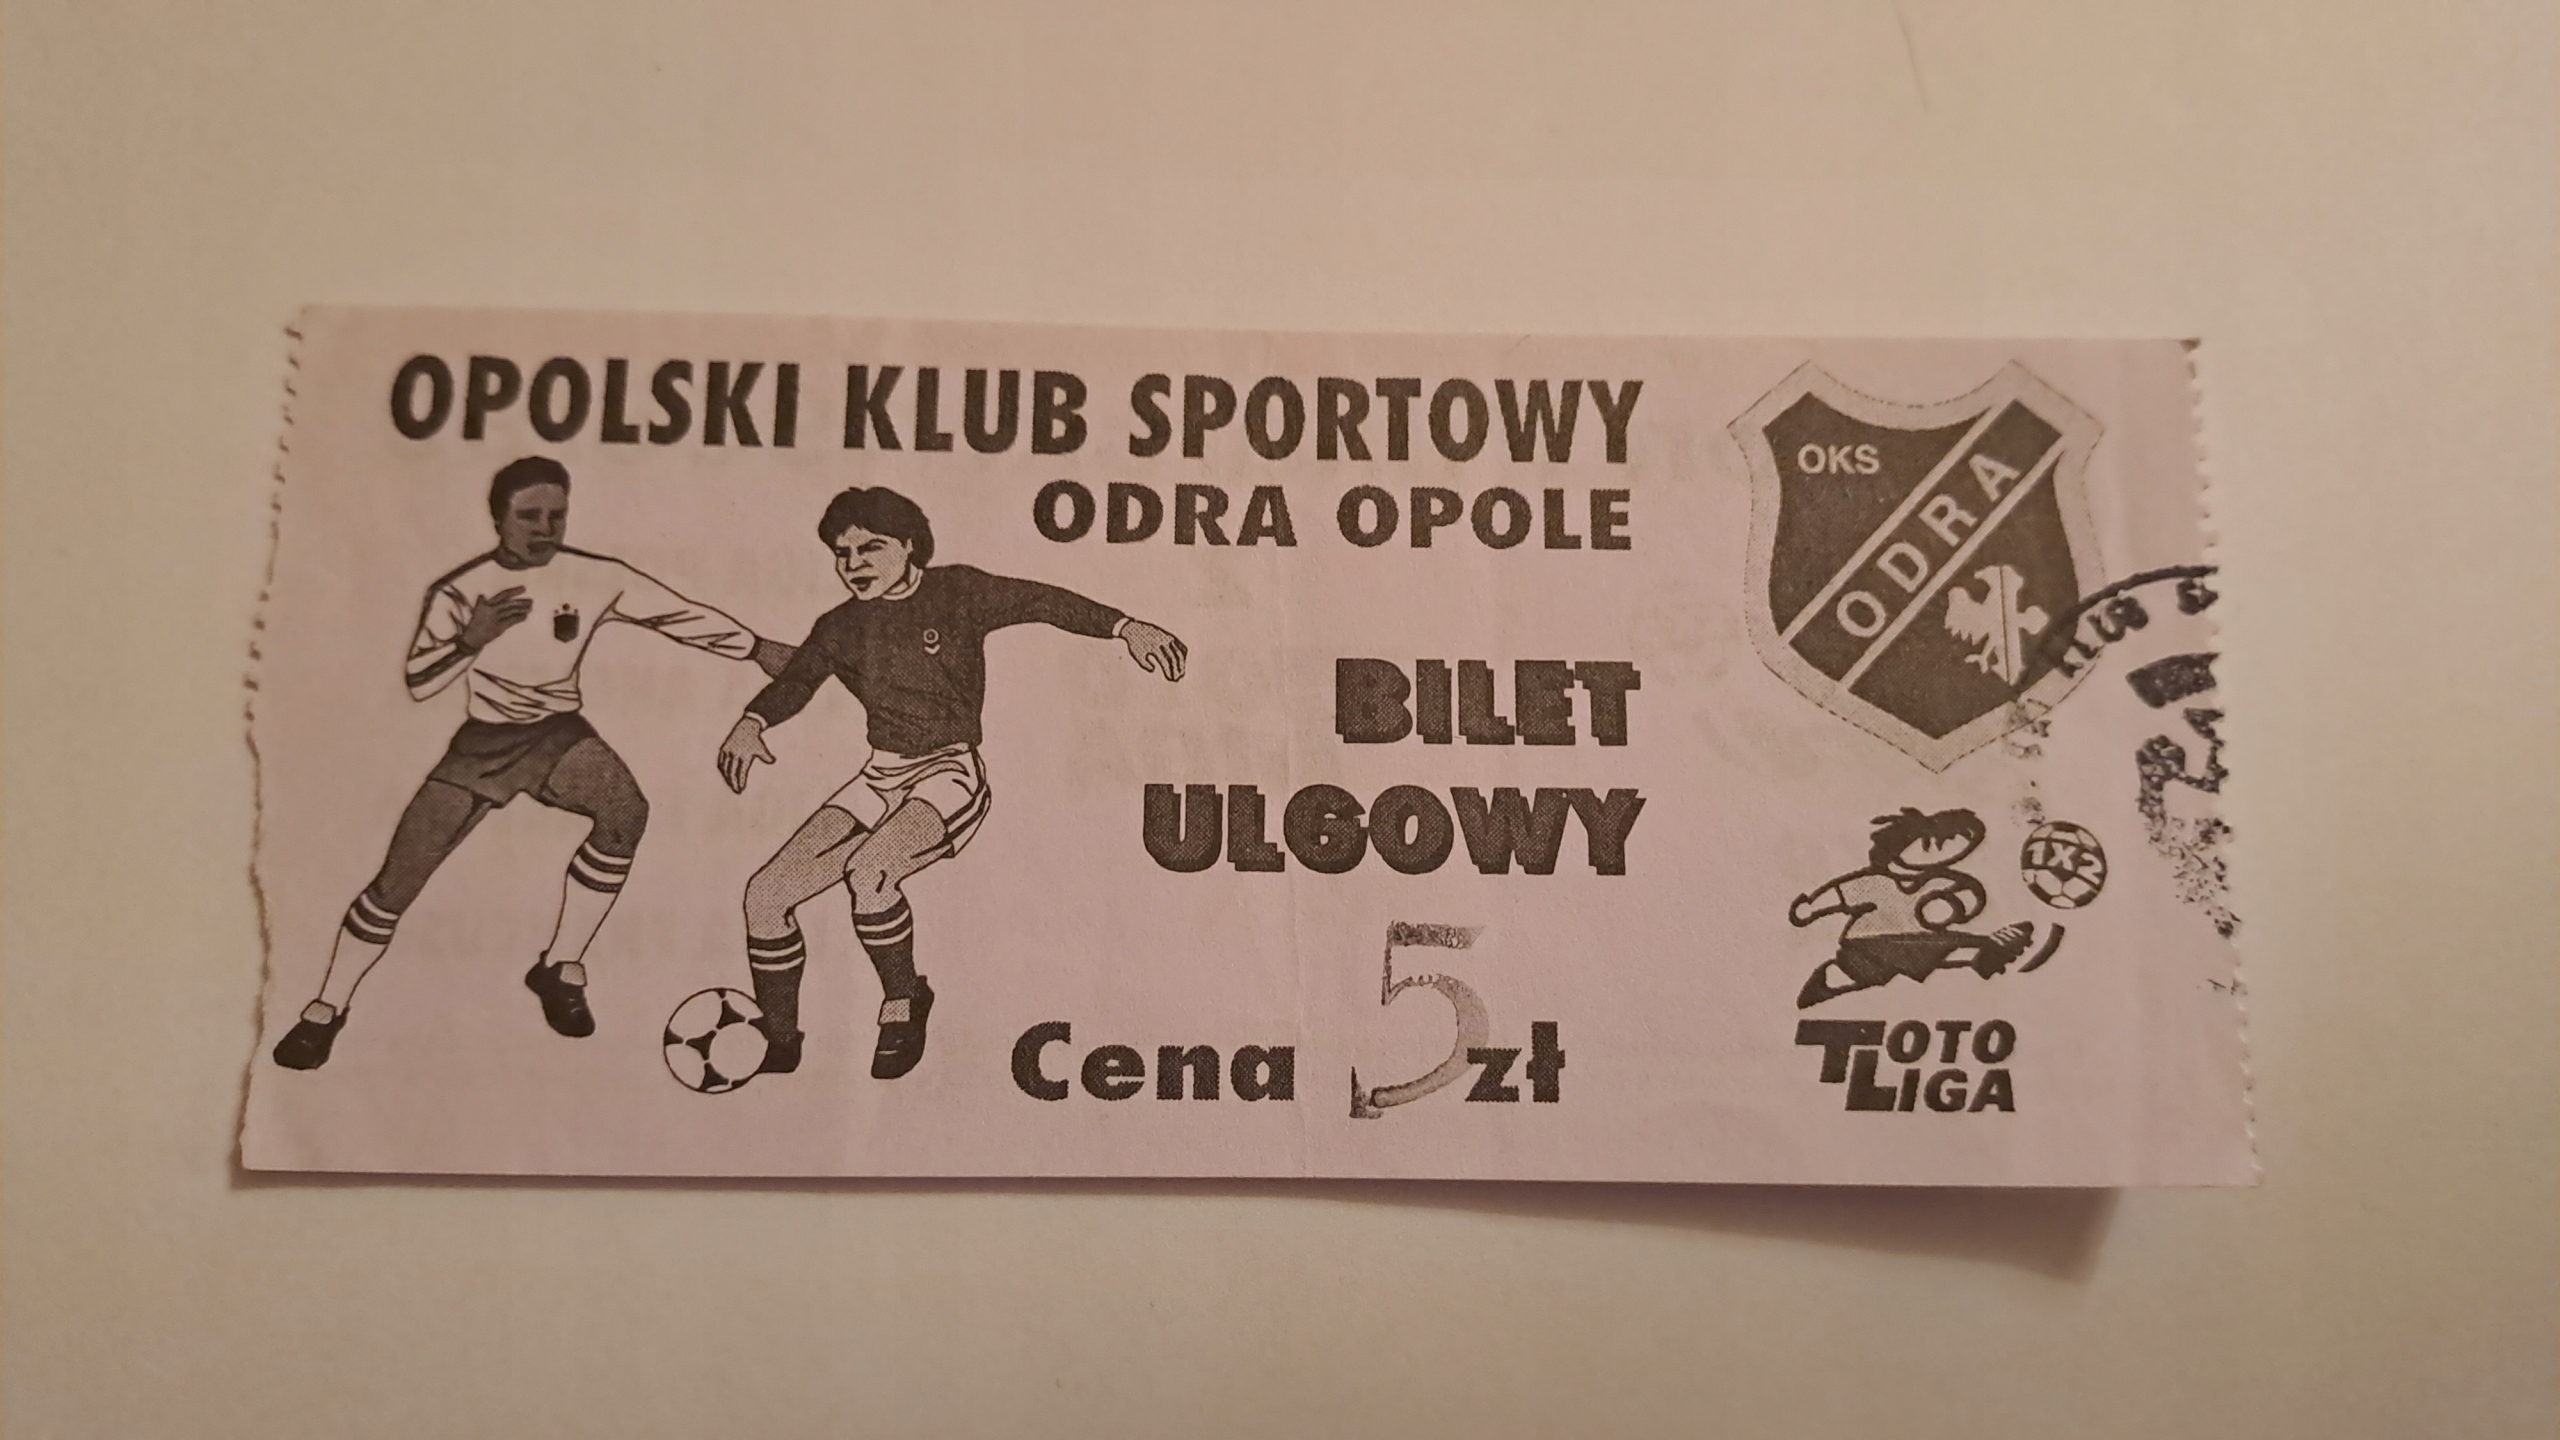 OPOLSKI KLUB SPORTOWY
ODRA OPOLE
OKS
ODRA
BILET
ULGOWY
Cena 5 zł
1X2
TOTO
LIGA